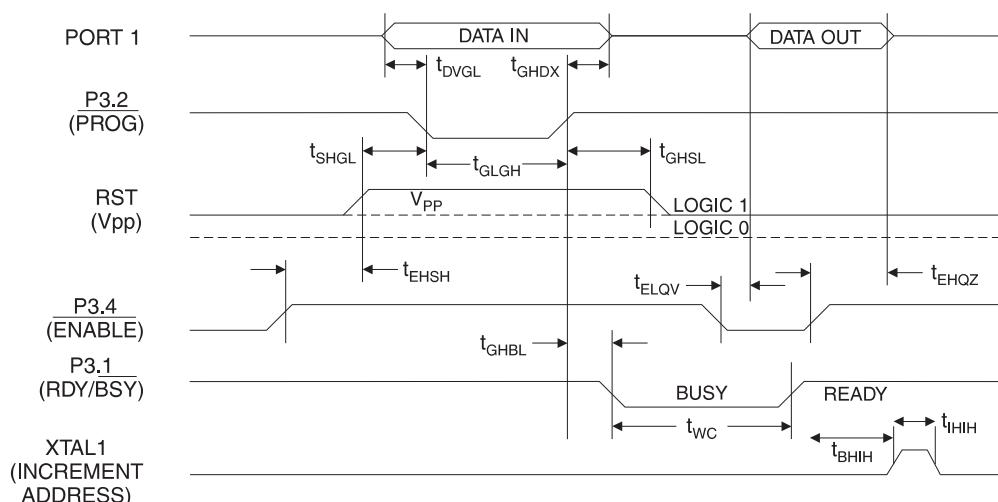 PORT 1
DATA IN
DATA OUT
tDVGL
tGHDX
P3.2
(PROG)
tSHGL
tGLGH
tGHSL
RST
(Vpp)
VPP
LOGIC 1
LOGIC 0
tEHSH
tELQV
tEHQZ
P3.4
(ENABLE)
tGHBL
P3.1
(RDY/BSY)
BUSY
READY
tWC
tIHIH
tBHIH
XTAL1
(INCREMENT
ADDRESS)